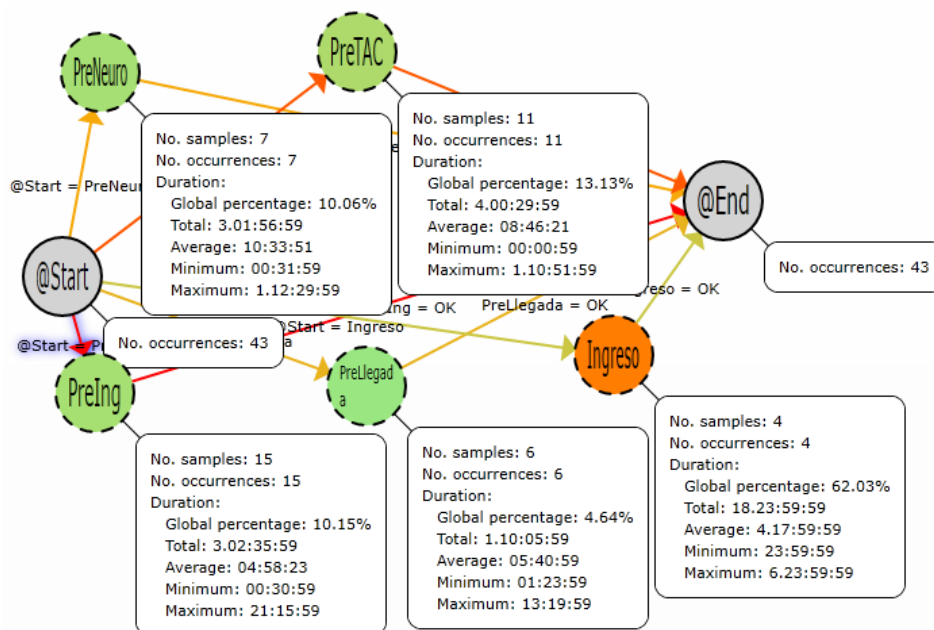 PreNeuro
PreTAC
No. samples: 7
No. occurrences: 7
Duration:
Global percentage: 10.06%
Total: 3.01:56:59
Average: 10:33:51
Minimum: 00:31:59
Maximum: 1.12:29:59
No. samples: 11
No. occurrences: 11
Duration:
Global percentage: 13.13%
Total: 4.00:29:59
Average: 08:46:21
Minimum: 00:00:59
Maximum: 1.10:51:59
@Start = PreNeur
@End
No. occurrences: 43
@Start
ng = OK
PreLlegada = OK
greso = OK
@Start = Ingreso
a
@Start = Pr
No. occurrences: 43
PreIng
PreLlegad
a
Ingreso
No. samples: 15
No. occurrences: 15
Duration:
Global percentage: 10.15%
Total: 3.02:35:59
Average: 04:58:23
Minimum: 00:30:59
Maximum: 21:15:59
No. samples: 6
No. occurrences: 6
Duration:
Global percentage: 4.64%
Total: 1.10:05:59
Average: 05:40:59
Minimum: 01:23:59
Maximum: 13:19:59
No. samples: 4
No. occurrences: 4
Duration:
Global percentage: 62.03%
Total: 18.23:59:59
Average: 4.17:59:59
Minimum: 23:59:59
Maximum: 6.23:59:59